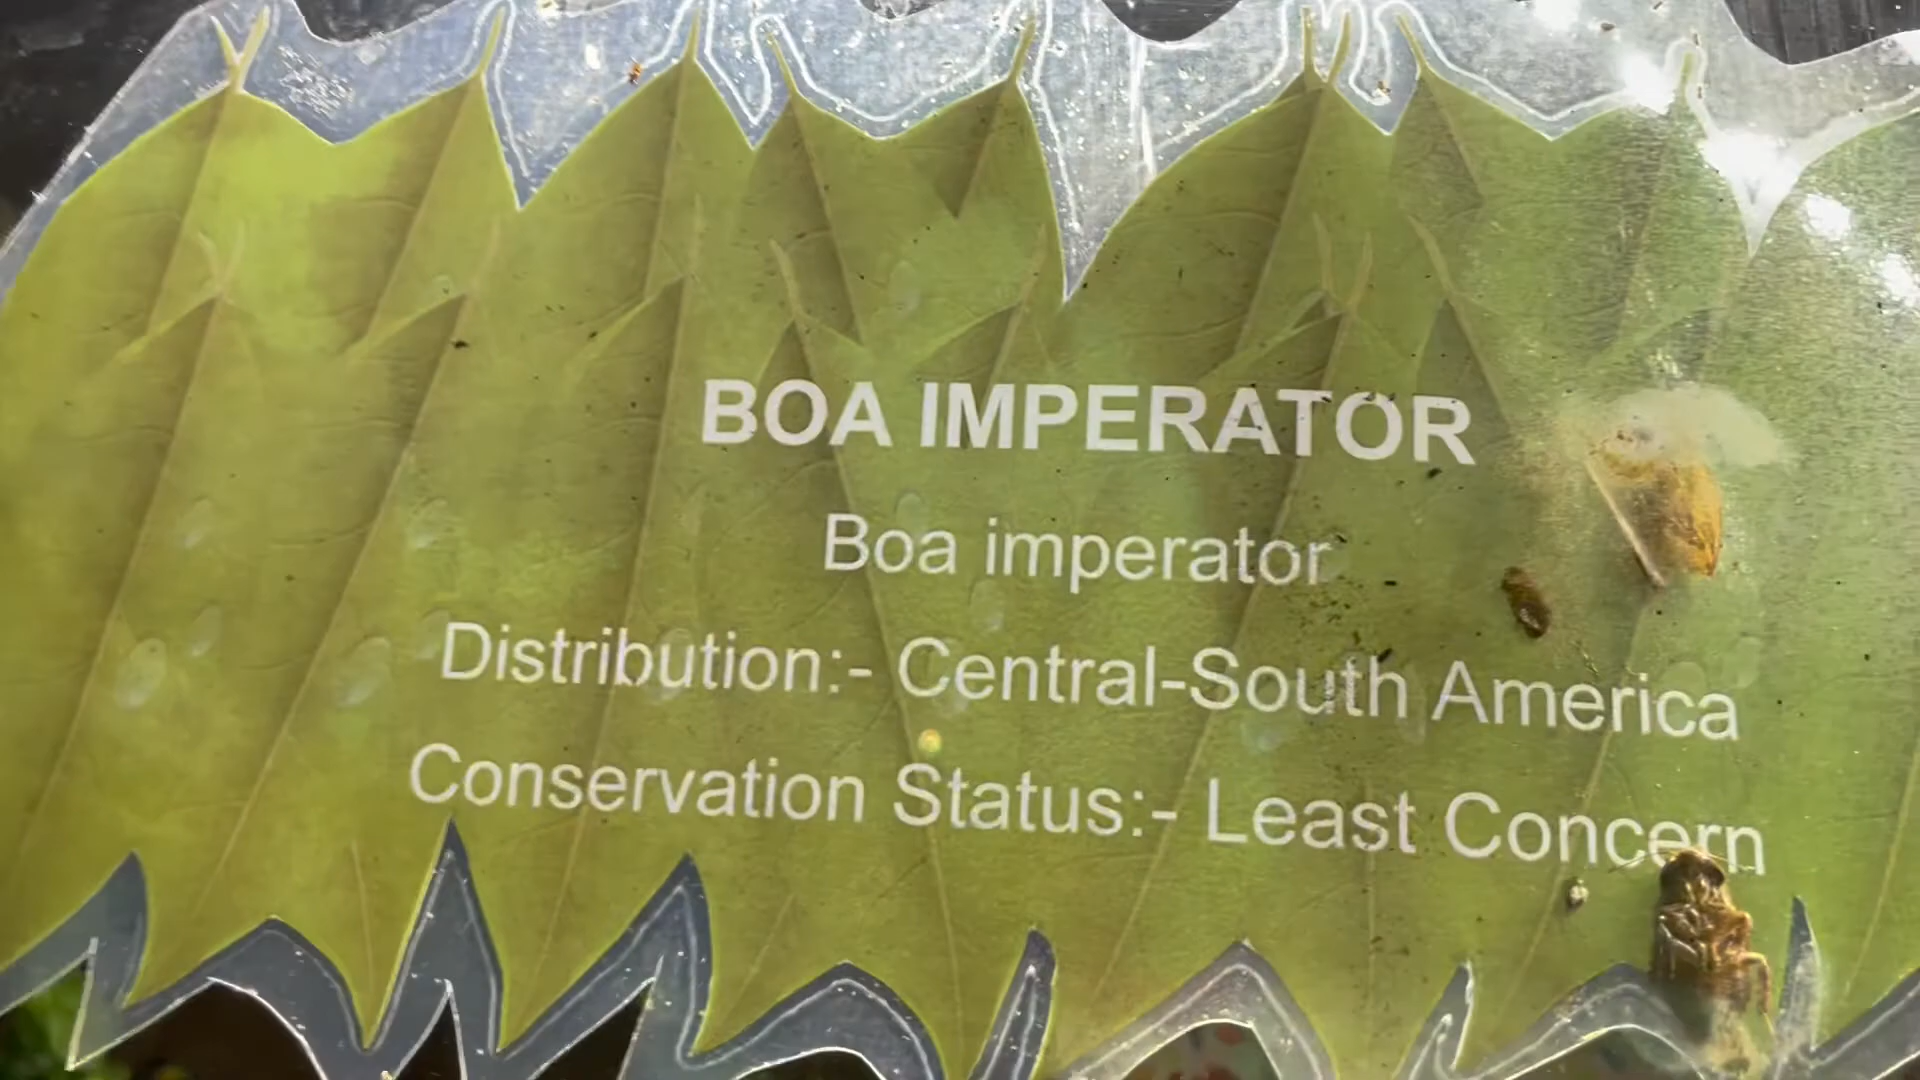 BOA IMPERATOR
Boa imperator
Distribution:- Central-South America
Conservation Status:- Least Concern